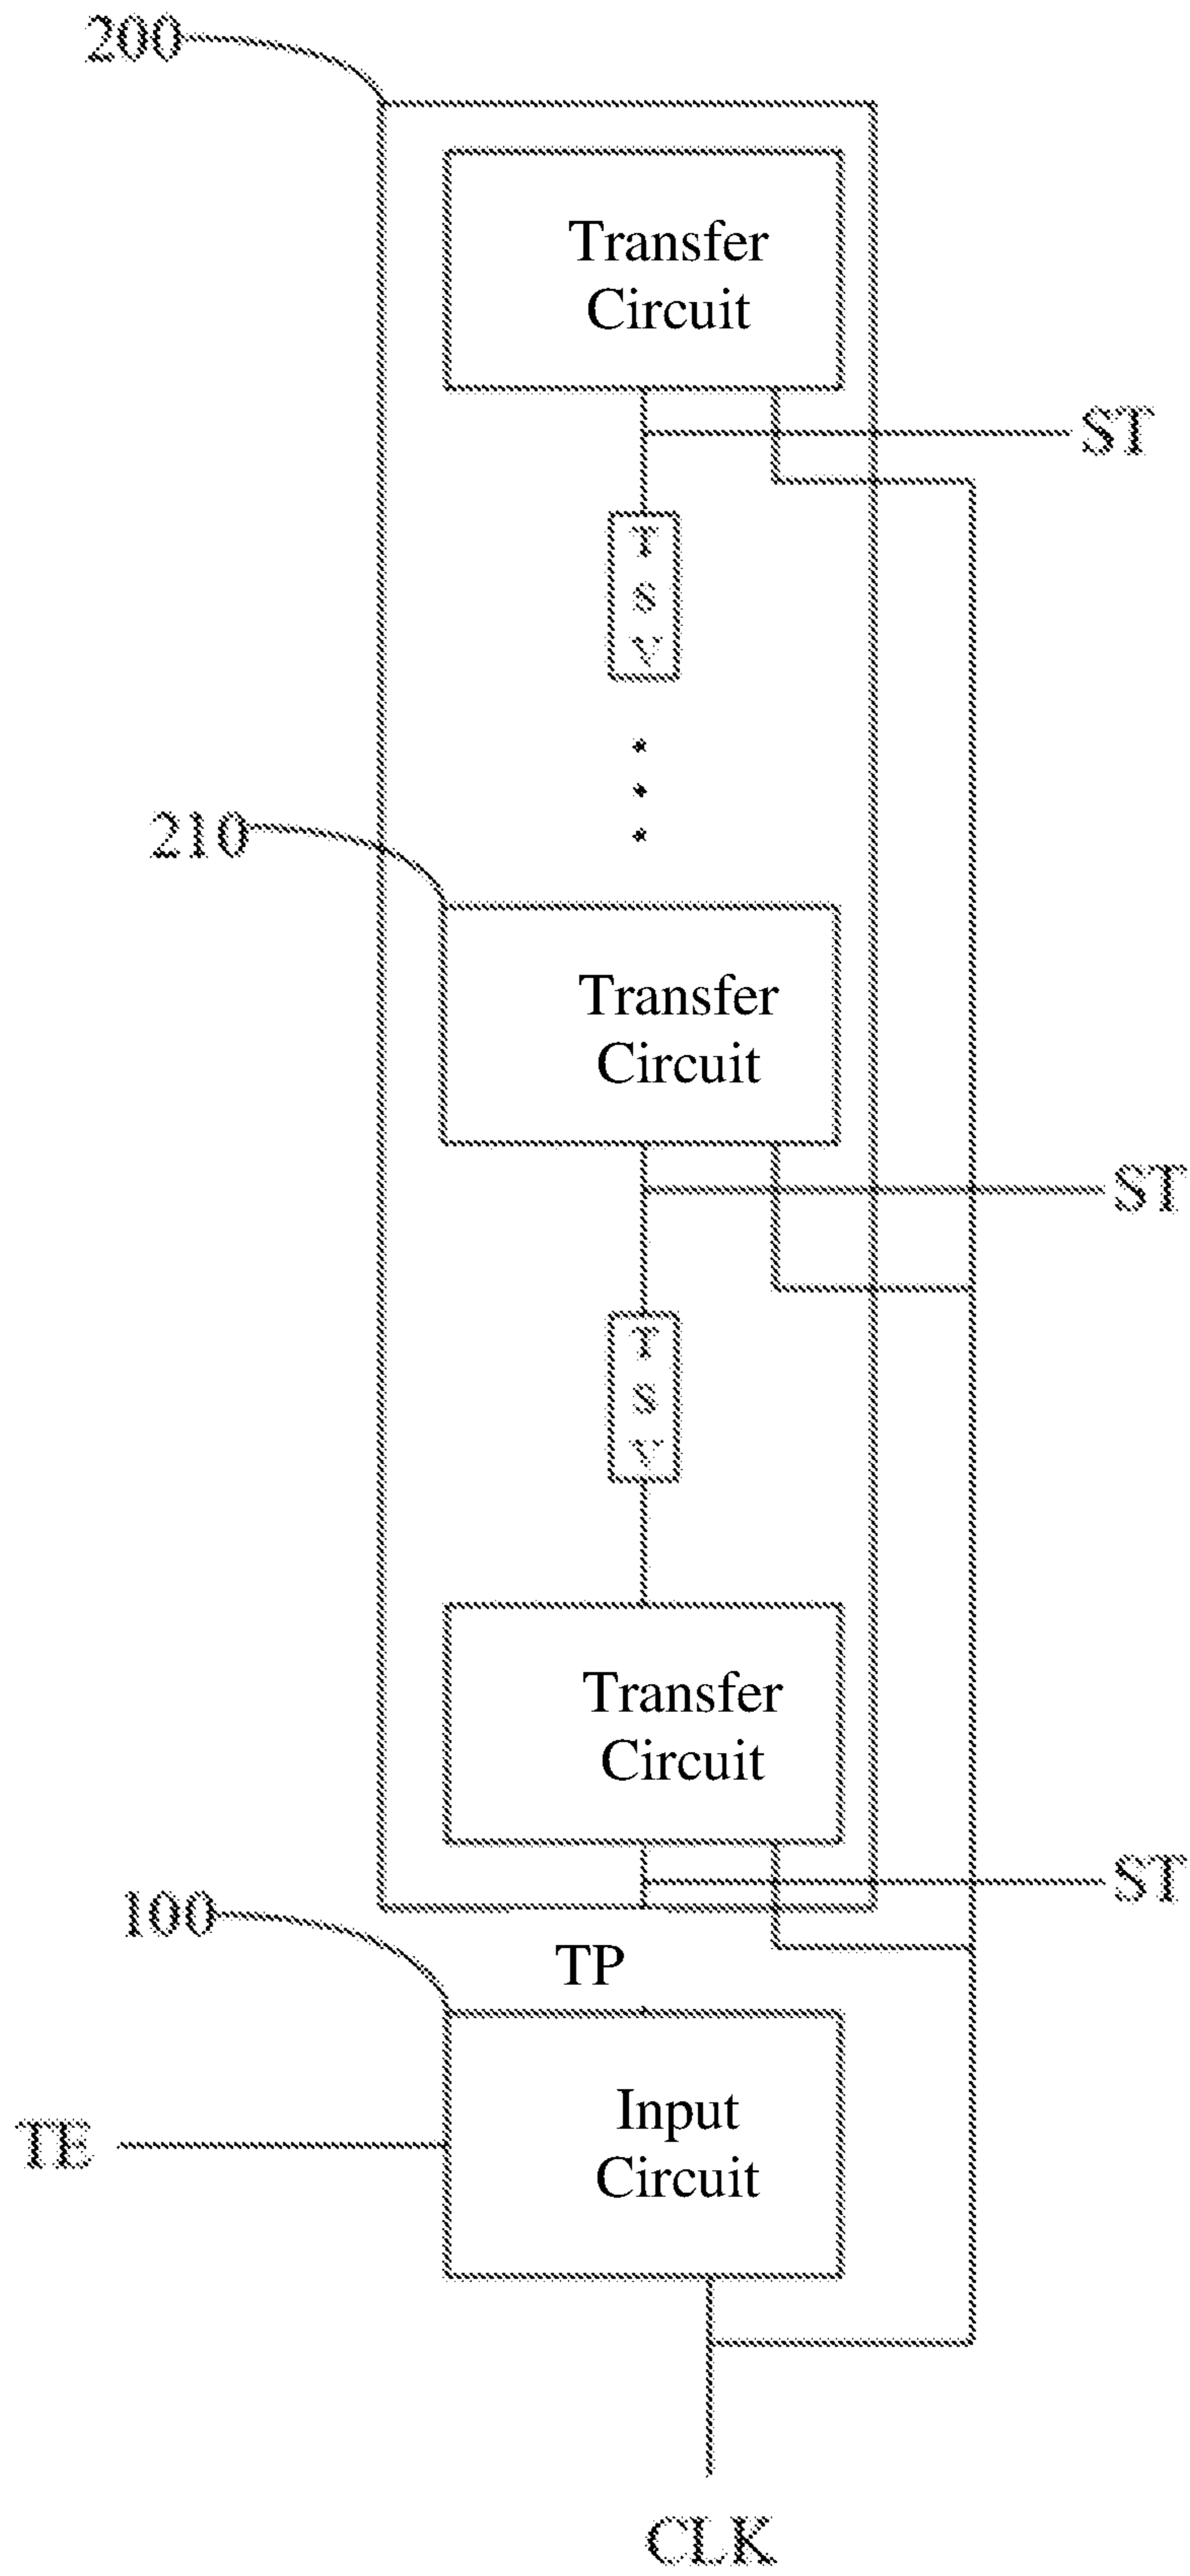 200
Transfer
Circuit
ST
T
S
V
210
Transfer
Circuit
ST
T
S
V
Transfer
Circuit
ST
100
TP
Input
Circuit
TE
CLK